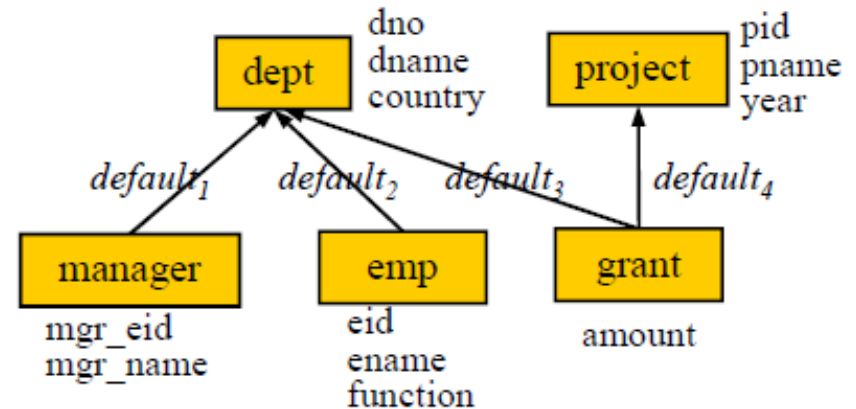 dept
dno
dname
country
project
pid
pname
year
default1
default2
default3
default4
manager
emp
grant
mgr_eid
mgr_name
eid
ename
function
amount